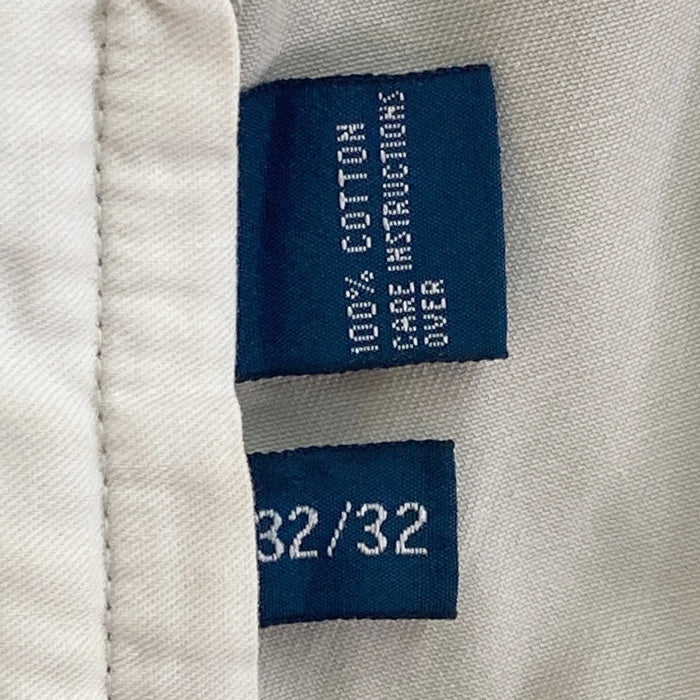 100% COTTON
CARE INSTRUCTIONS
OVER
32/32